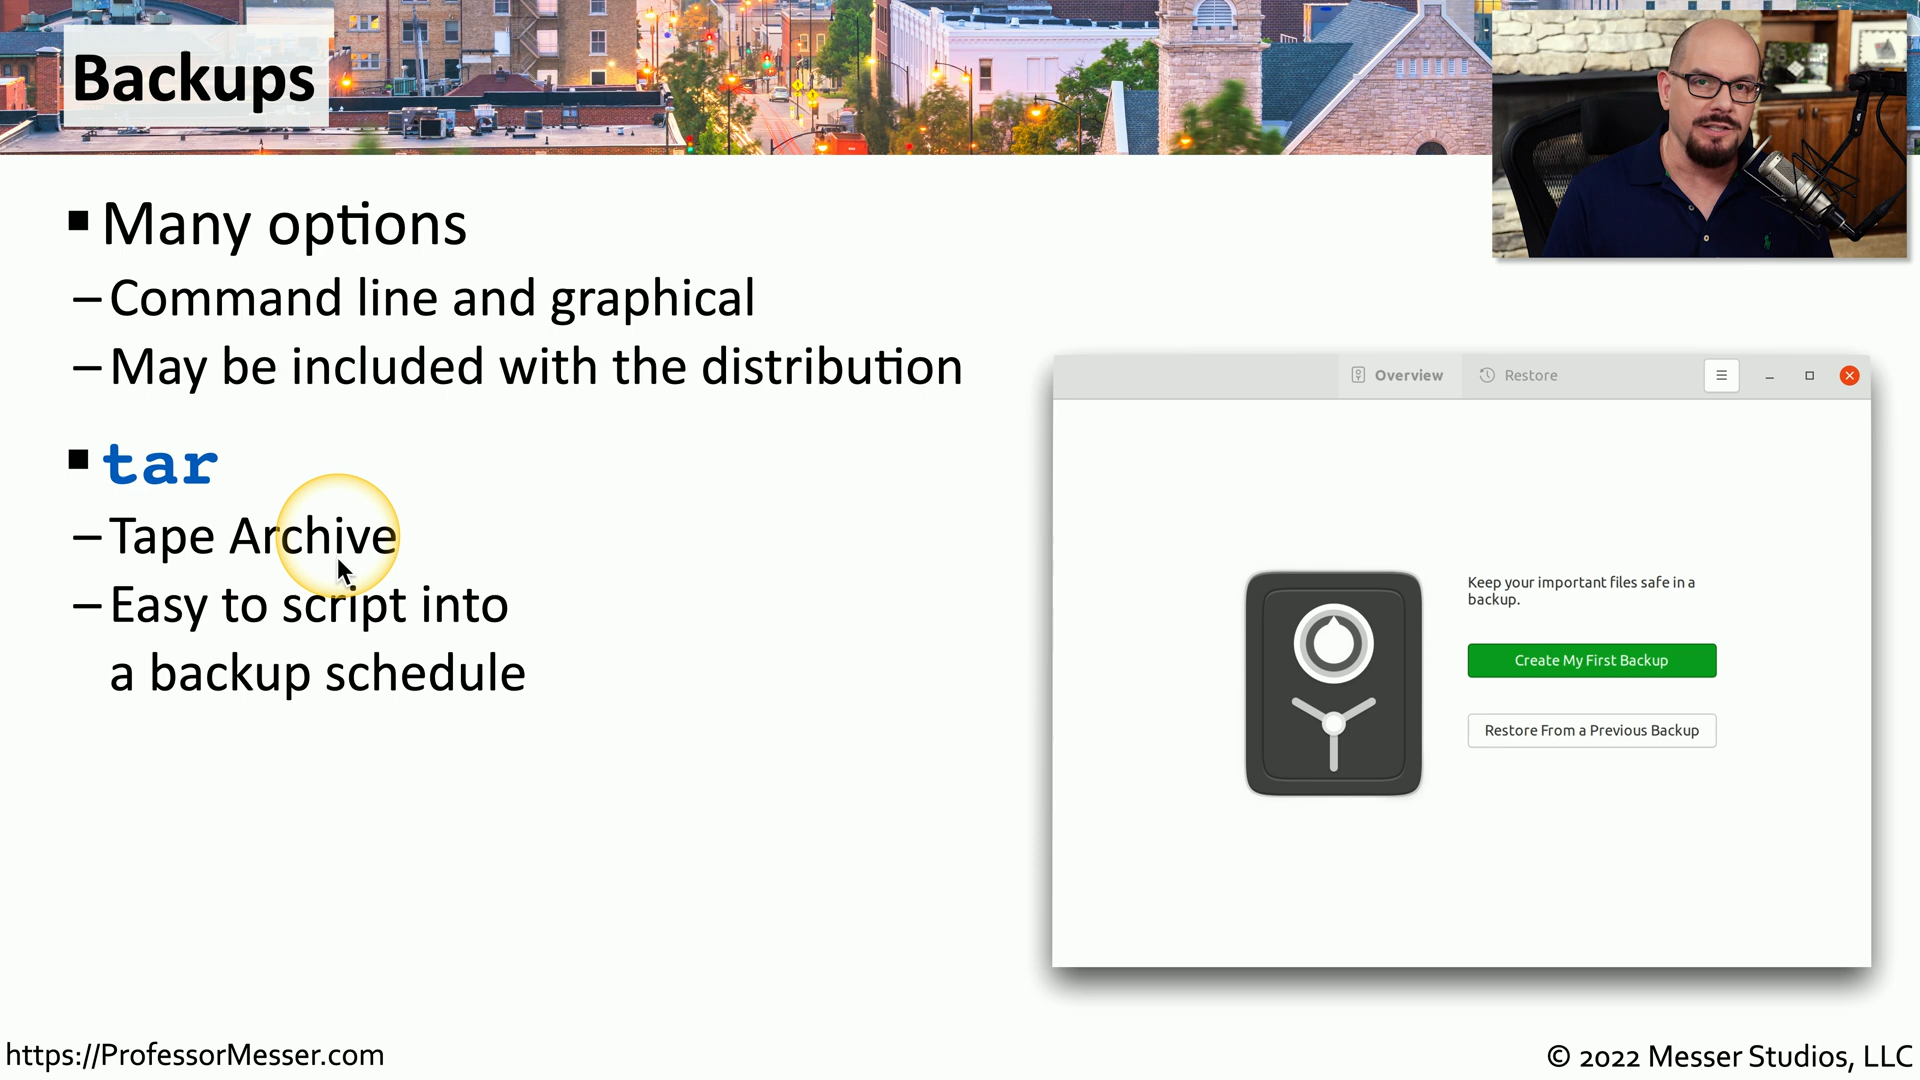 Backups
■ Many options
– Command line and graphical
– May be included with the distribution
■ tar
– Tape Archive
– Easy to script into
a backup schedule
Overview
Restore
Keep your important files safe in a
backup.
Create My First Backup
Restore From a Previous Backup
https://ProfessorMesser.com
© 2022 Messer Studios, LLC